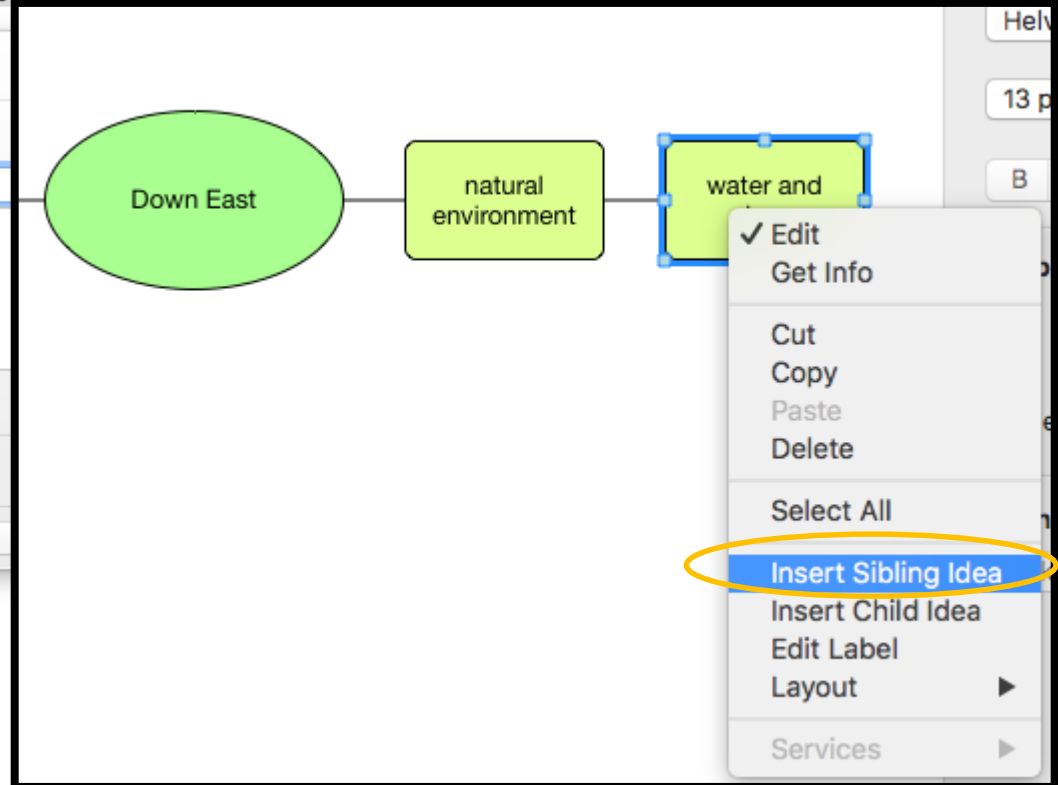 Down East
natural
environment
water and
13 p
B
✓ Edit
Get Info
Cut
Copy
Paste
Delete
Select All
Insert Sibling Idea
Insert Child Idea
Edit Label
Layout ▶
Services ▶